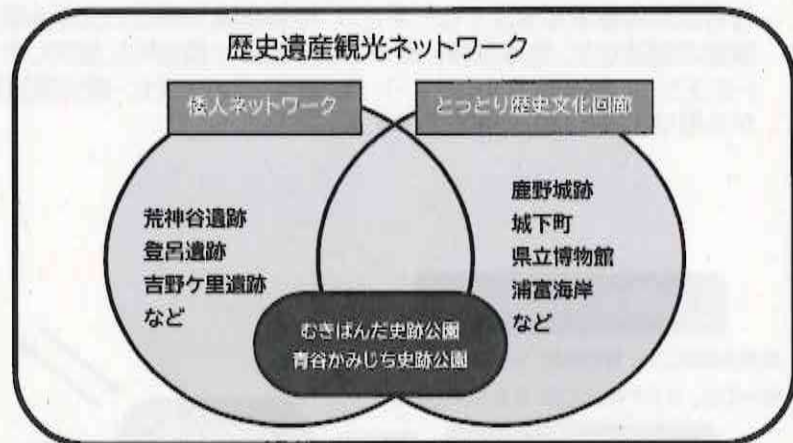 歴史遺産観光ネットワーク
倭人ネットワーク
とっとり歴史文化回廊
荒神谷遺跡
登呂遺跡
吉野ケ里遺跡
など
鹿野城跡
城下町
県立博物館
浦富海岸
など
むきばんだ史跡公園
青谷かみじち史跡公園